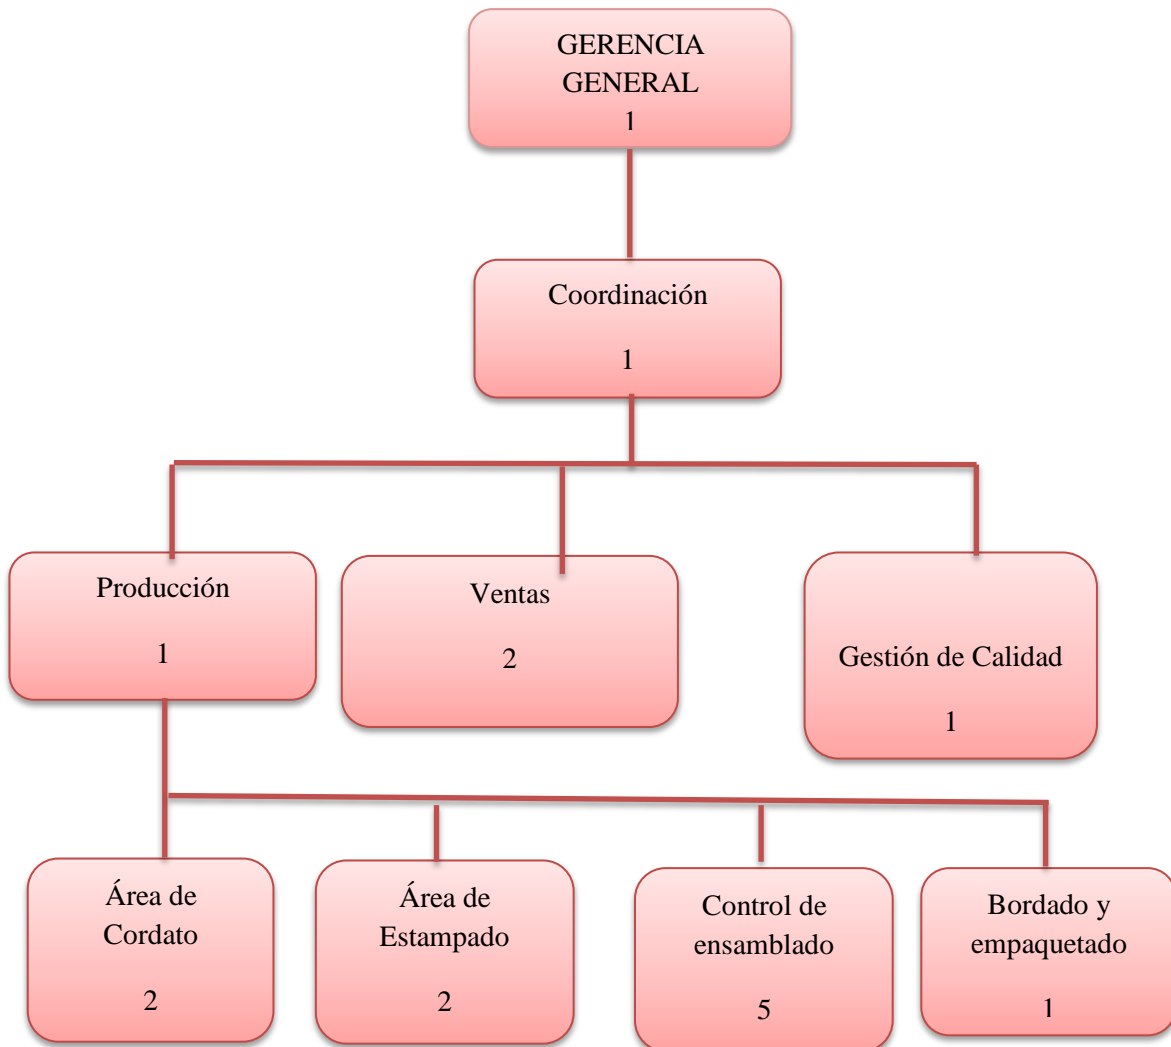 GERENCIA
GENERAL
1
Coordinación
1
Producción
1
Ventas
2
Gestión de Calidad
1
Área de
Cordato
2
Área de
Estampado
2
Control de
ensamblado
5
Bordado y
empaquetado
1